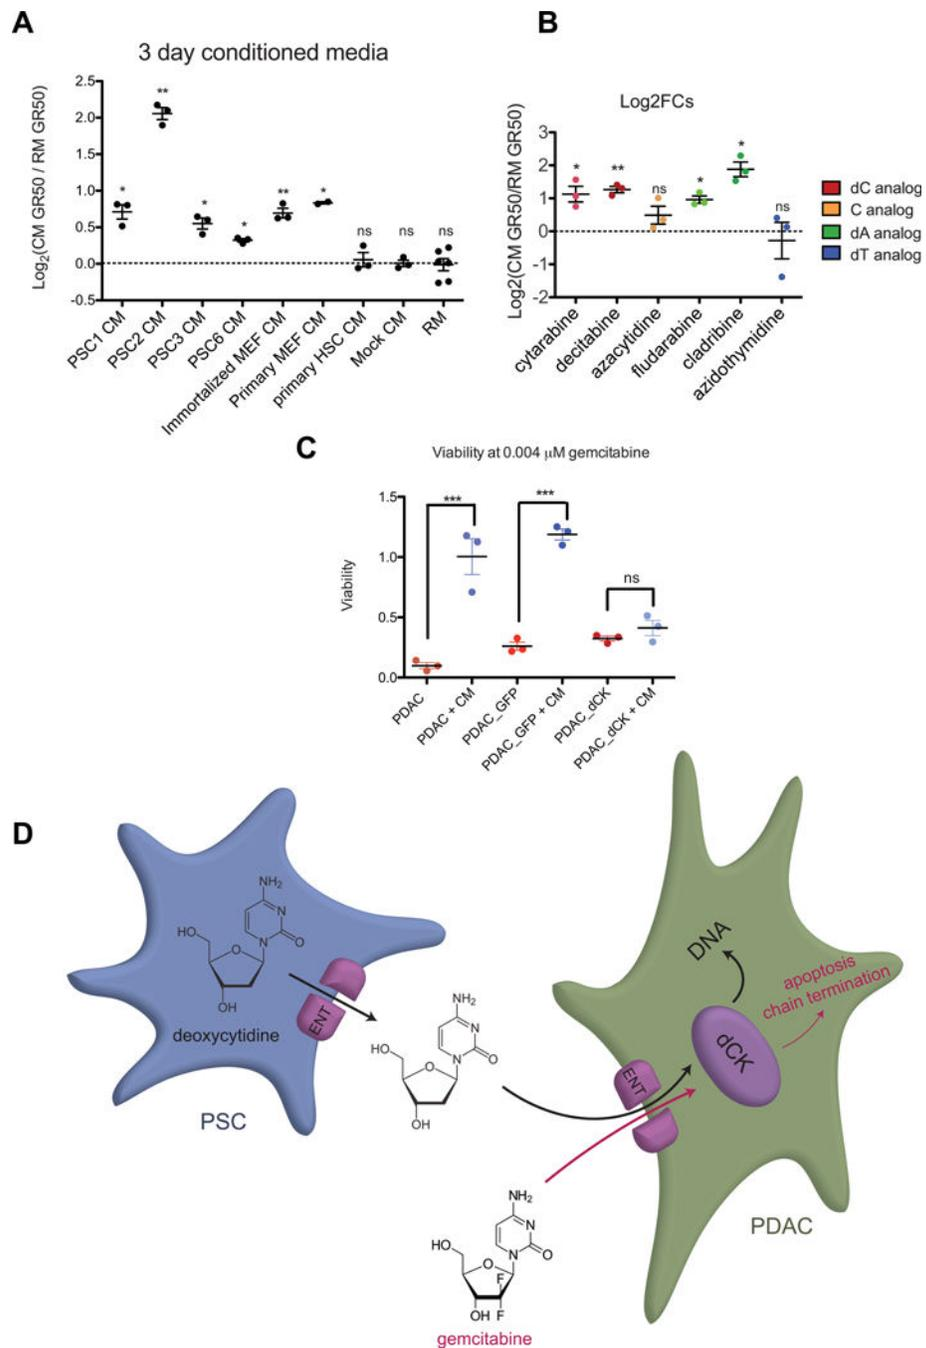 A
3 day conditioned media
Log2(CM GR50 / RM GR50)
2.5
2.0
1.5
1.0
0.5
0.0
-0.5
*
**
*
*
**
*
ns
ns
ns
PSC1 CM
PSC2 CM
PSC3 CM
PSC6 CM
Immortalized MEF CM
Primary MEF CM
primary HSC CM
Mock CM
RM
B
Log2FCs
Log2(CM GR50/RM GR50)
3
2
1
0
-1
-2
*
**
ns
*
*
ns
cytarabine
decitabine
azacytidine
fludarabine
cladribine
azidothymidine
dC analog
C analog
dA analog
dT analog
C
Viability at 0.004 μM gemcitabine
Viability
1.5
1.0
0.5
0.0
***
***
ns
PDAC
PDAC + CM
PDAC_GFP
PDAC_GFP + CM
PDAC_dCK
PDAC_dCK + CM
D
NH2
N
N
O
HO
O
OH
deoxycytidine
ENT
PSC
NH2
N
N
O
HO
O
OH
ENT
dCK
DNA
apoptosis
chain termination
PDAC
NH2
N
N
O
HO
O
F
OH F
gemcitabine